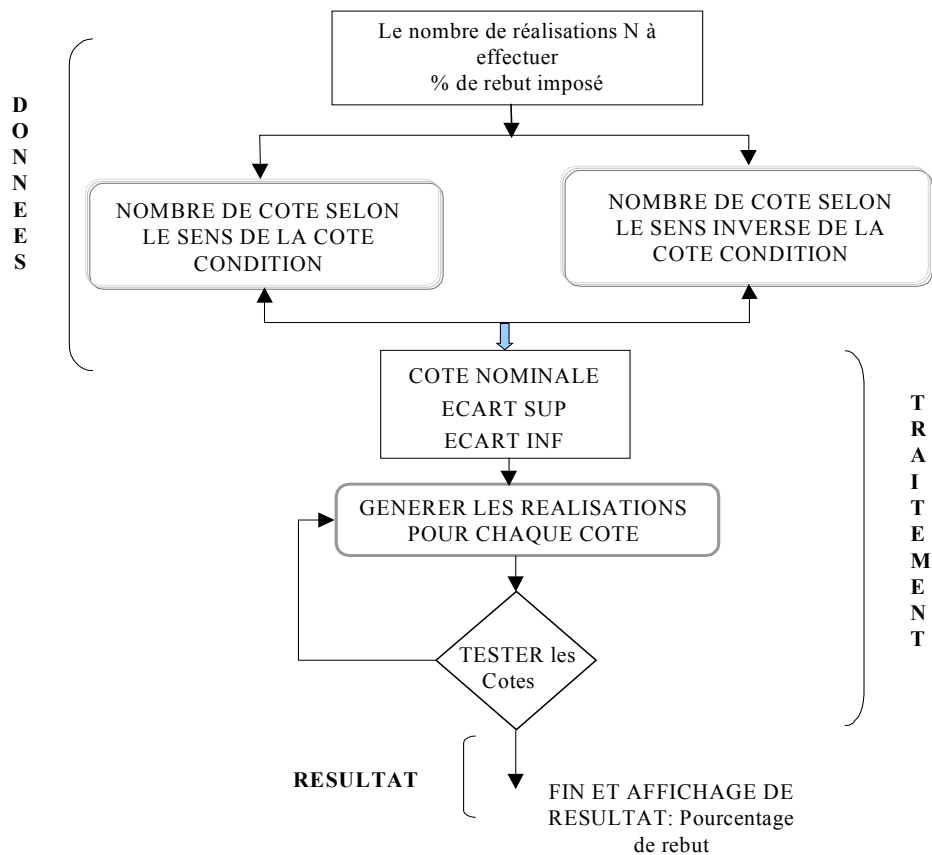 Le nombre de réalisations N à
effectuer
% de rebut imposé
D
O
N
N
E
E
S
NOMBRE DE COTE SELON
LE SENS DE LA COTE
CONDITION
NOMBRE DE COTE SELON
LE SENS INVERSE DE LA
COTE CONDITION
COTE NOMINALE
ECART SUP
ECART INF
T
R
A
I
T
E
M
E
N
T
GENERER LES REALISATIONS
POUR CHAQUE COTE
TESTER les
Cotes
RESULTAT
FIN ET AFFICHAGE DE
RESULTAT: Pourcentage
de rebut